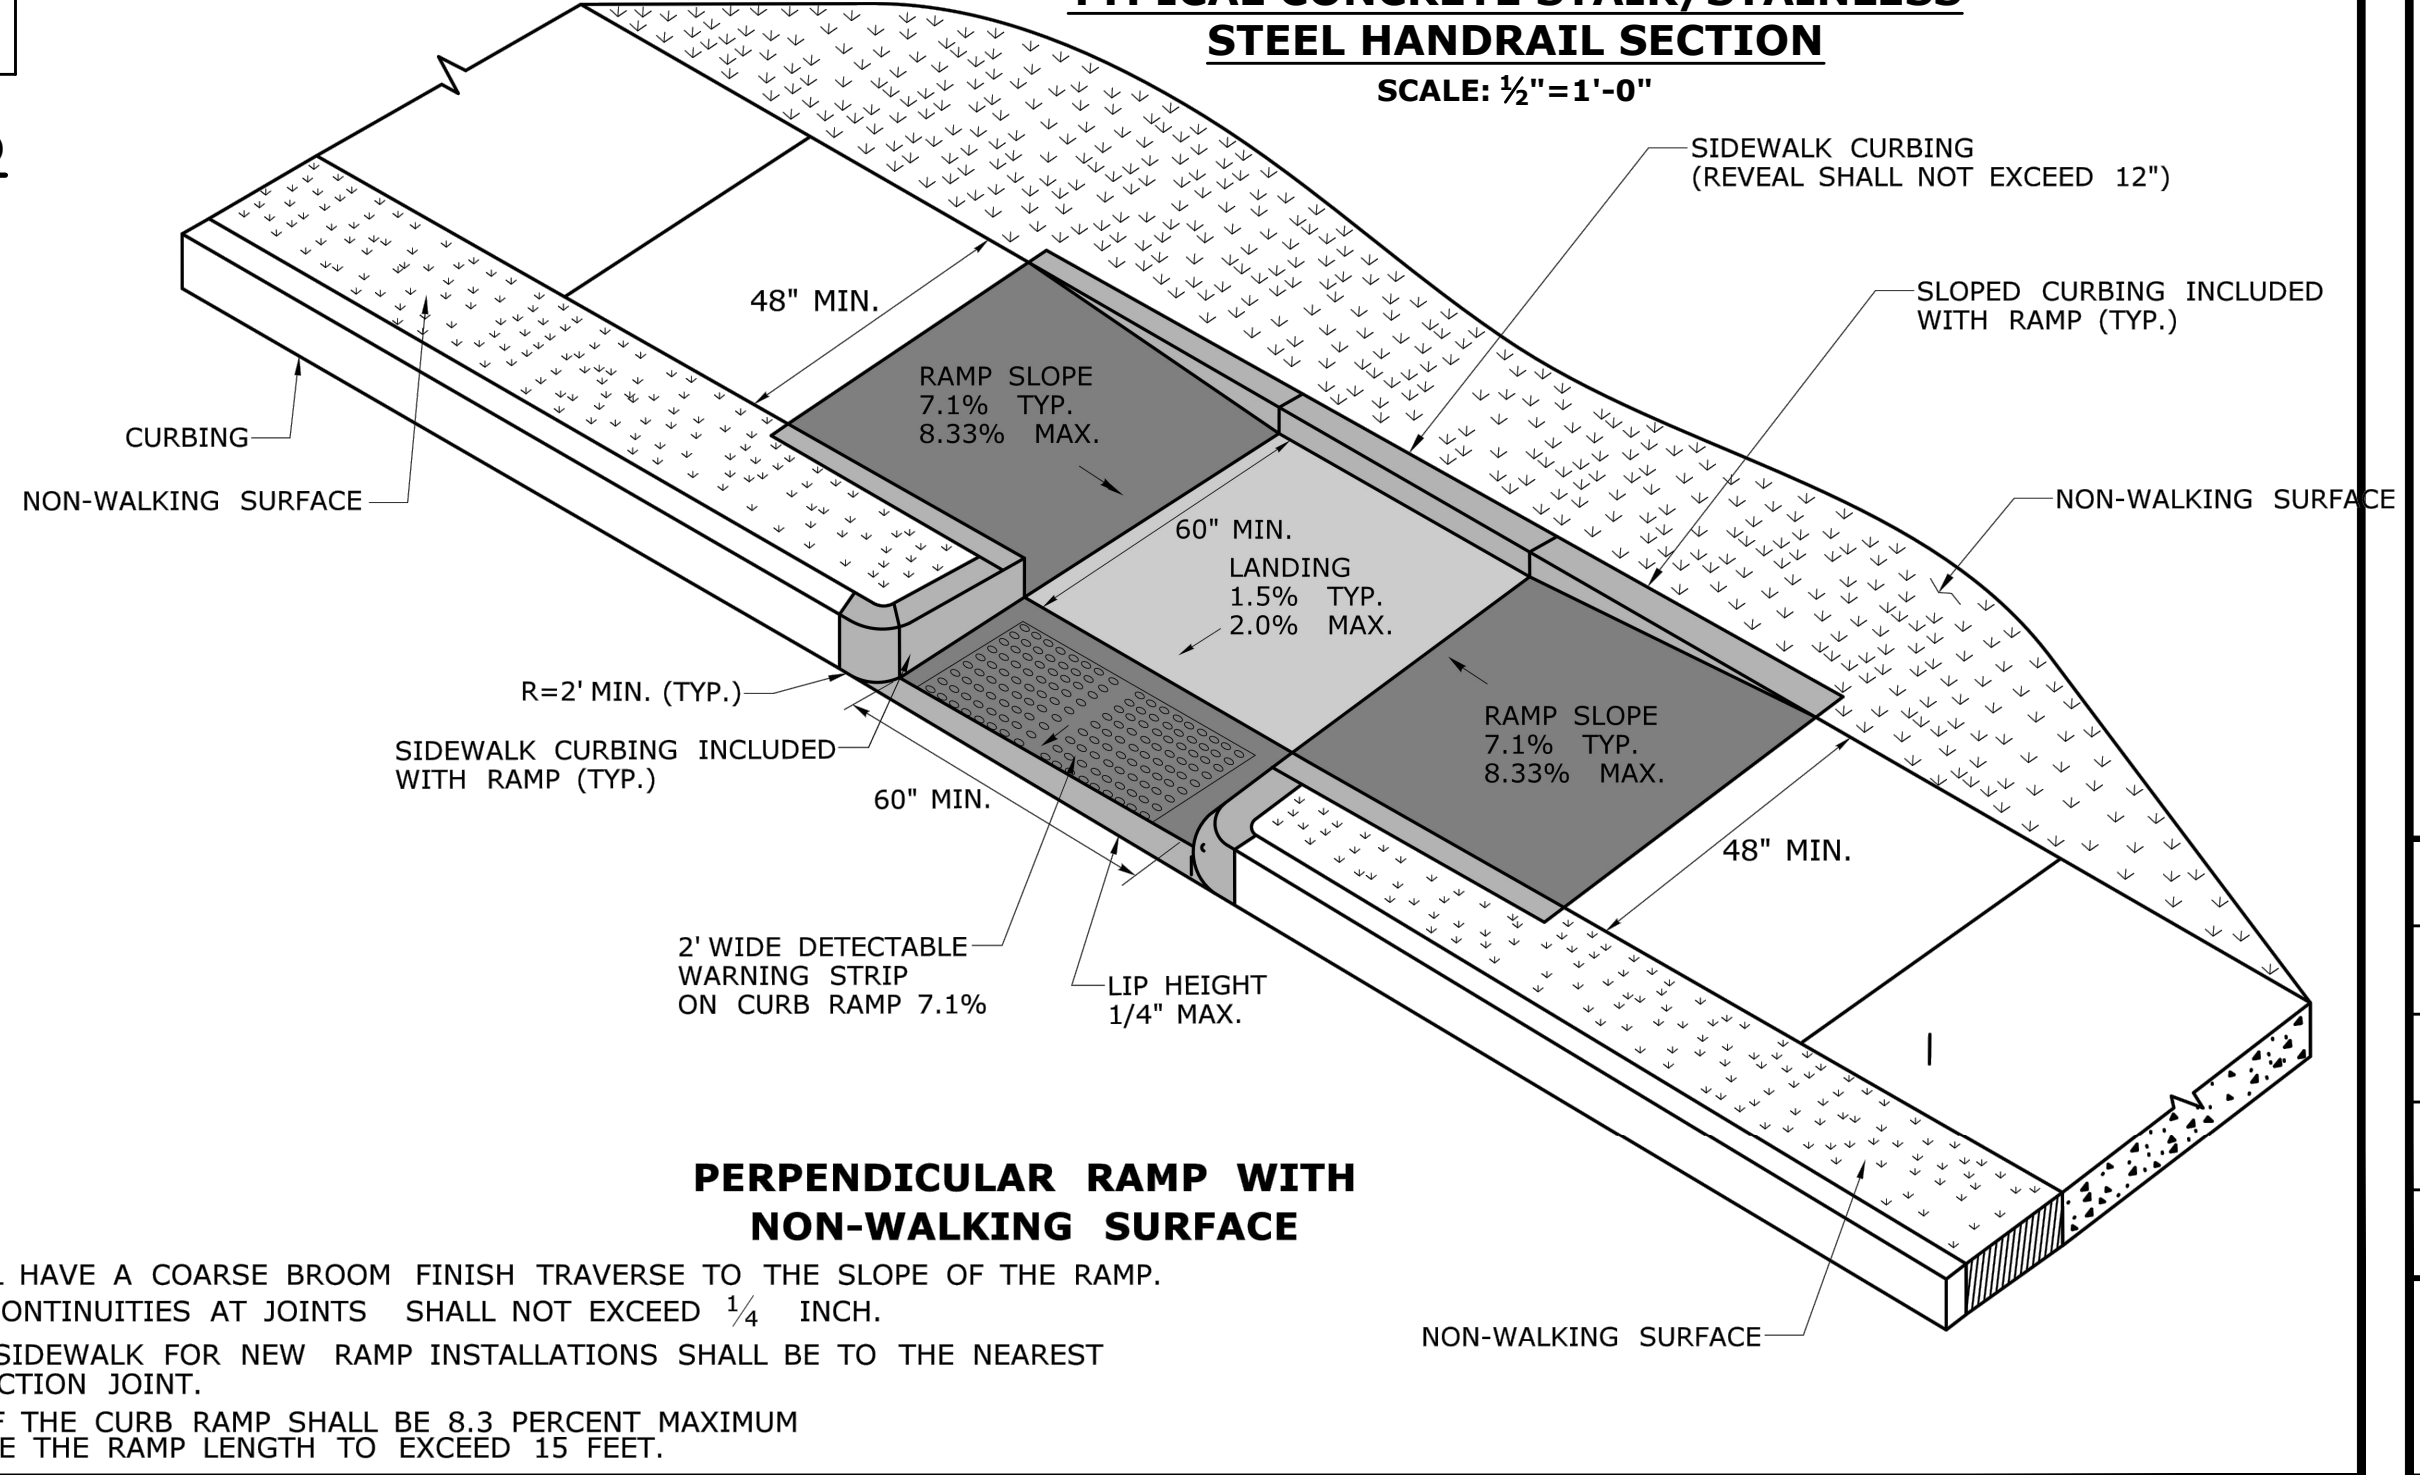 STEEL HANDRAIL SECTION
SCALE: ½"=1'-0"
SIDEWALK CURBING
(REVEAL SHALL NOT EXCEED 12")
SLOPED CURBING INCLUDED
WITH RAMP (TYP.)
48" MIN.
RAMP SLOPE
7.1% TYP.
8.33% MAX.
CURBING
NON-WALKING SURFACE
NON-WALKING SURFACE
60" MIN.
LANDING
1.5% TYP.
2.0% MAX.
R=2' MIN. (TYP.)
SIDEWALK CURBING INCLUDED
WITH RAMP (TYP.)
60" MIN.
RAMP SLOPE
7.1% TYP.
8.33% MAX.
48" MIN.
2' WIDE DETECTABLE
WARNING STRIP
ON CURB RAMP 7.1%
LIP HEIGHT
1/4" MAX.
PERPENDICULAR RAMP WITH
NON-WALKING SURFACE
HAVE A COARSE BROOM FINISH TRAVERSE TO THE SLOPE OF THE RAMP.
ONTINUITIES AT JOINTS SHALL NOT EXCEED 1/4 INCH.
SIDEWALK FOR NEW RAMP INSTALLATIONS SHALL BE TO THE NEAREST
CTION JOINT.
THE CURB RAMP SHALL BE 8.3 PERCENT MAXIMUM
E THE RAMP LENGTH TO EXCEED 15 FEET.
NON-WALKING SURFACE